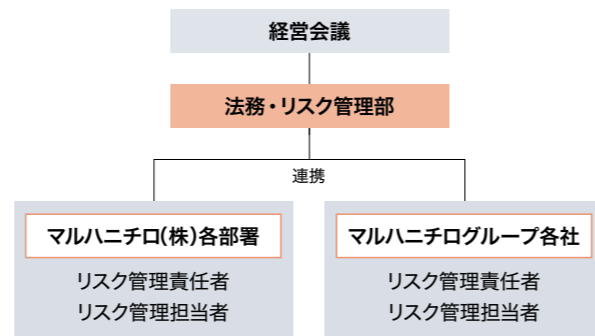 経営会議
法務・リスク管理部
連携
マルハニチロ(株)各部署
リスク管理責任者
リスク管理担当者
マルハニチログループ各社
リスク管理責任者
リスク管理担当者